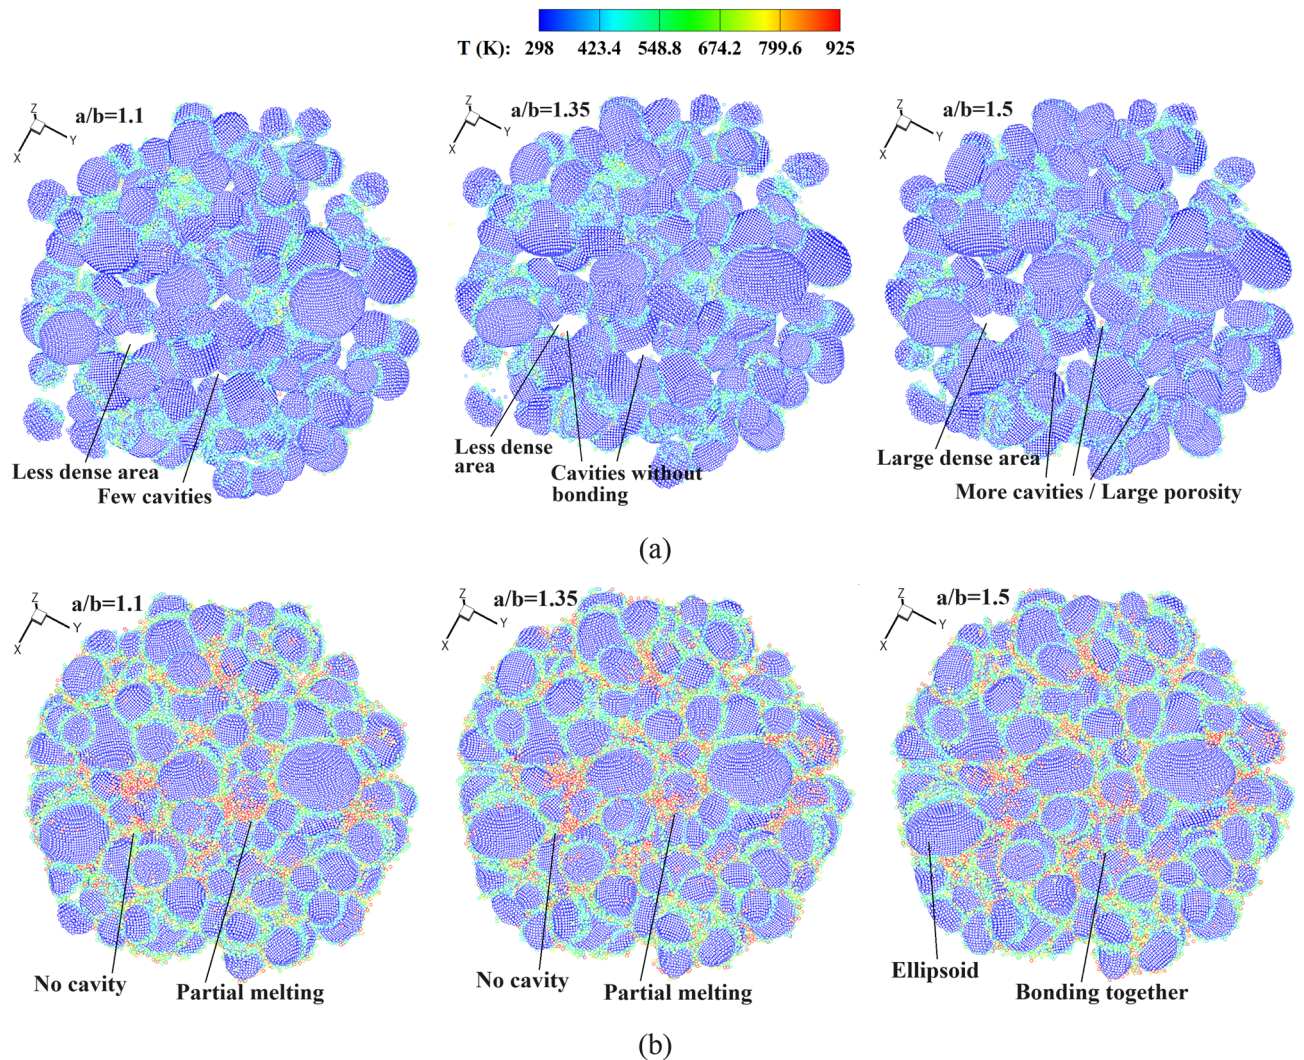 T (K): 298 423.4 548.8 674.2 799.6 925
a/b=1.1
Z
Y
X
a/b=1.35
Z
Y
X
a/b=1.5
Z
Y
X
Less dense area
Few cavities
Less dense
area
Cavities without
bonding
Large dense area
More cavities / Large porosity
(a)
a/b=1.1
Z
Y
X
a/b=1.35
Z
Y
X
a/b=1.5
Z
Y
X
No cavity
Partial melting
No cavity
Partial melting
Ellipsoid
Bonding together
(b)